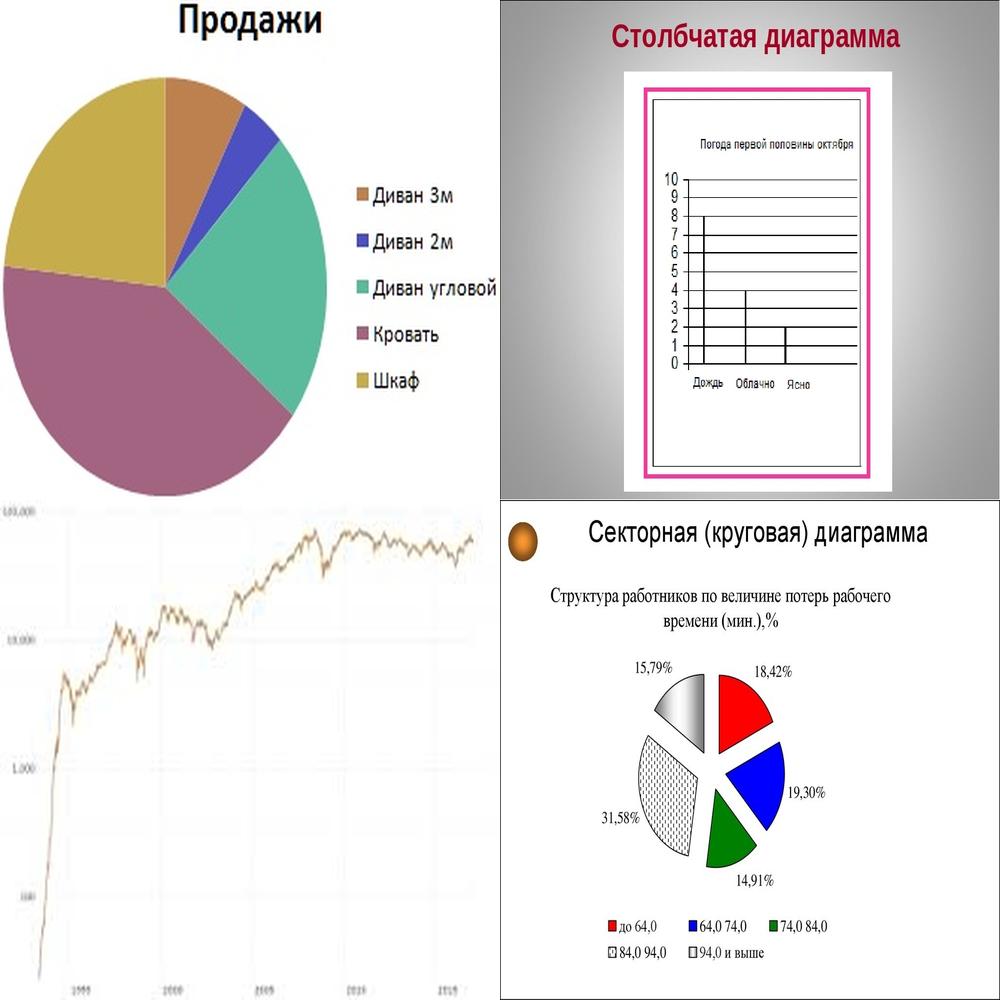 Продажи
Диван 3м
Диван 2м
Диван угловой
Кровать
Шкаф
Столбчатая диаграмма
Погода первой половины октября
10
9
8
7
6
5
4
3
2
1
0
Дождь Облачно Ясно
100,000
10,000
1,000
100
1995 2000 2005 2010 2015
Секторная (круговая) диаграмма
Структура работников по величине потерь рабочего
времени (мин.),%
15,79%
18,42%
19,30%
31,58%
14,91%
до 64,0 64,0 74,0 74,0 84,0
84,0 94,0 94,0 и выше